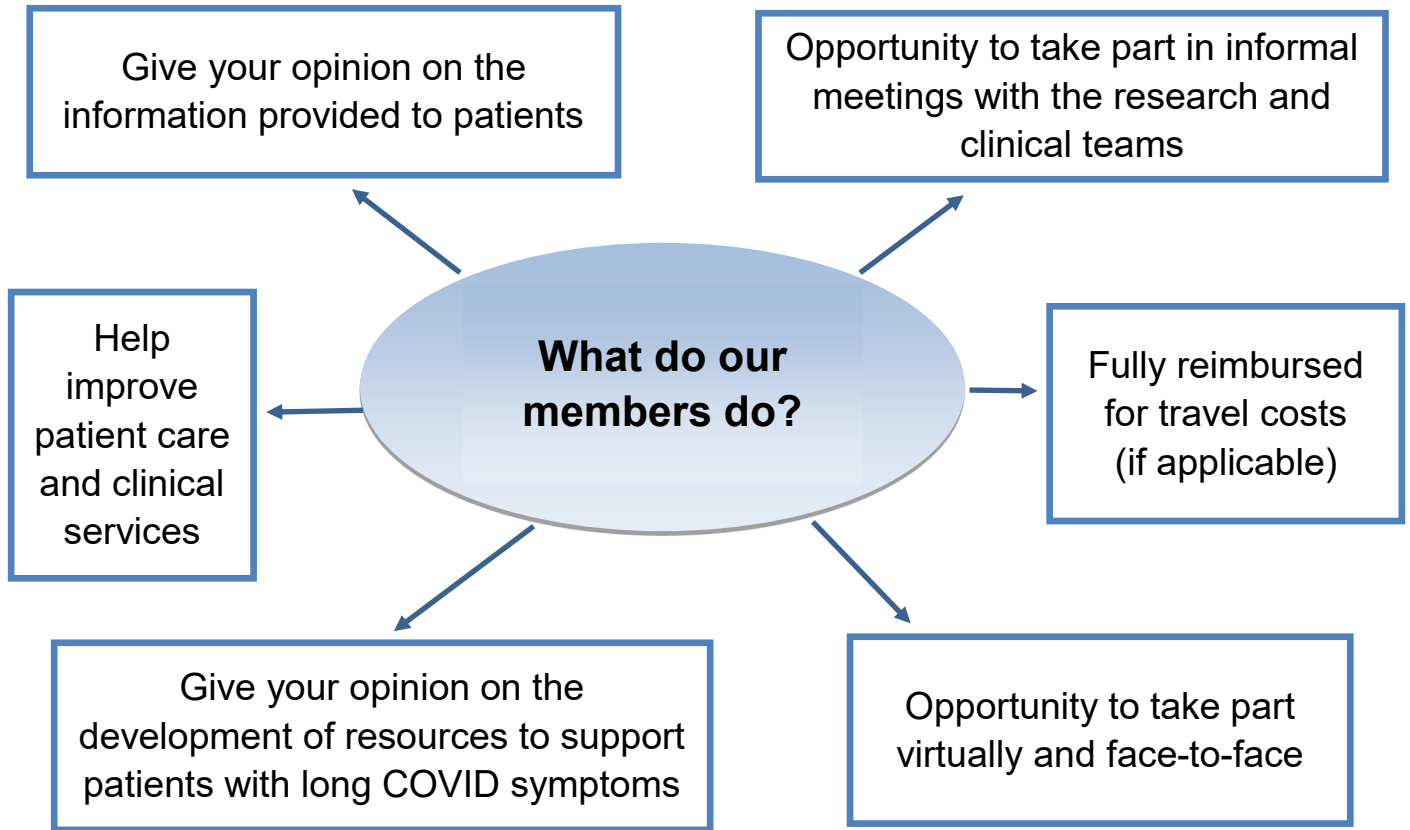 Give your opinion on the
information provided to patients
Opportunity to take part in informal
meetings with the research and
clinical teams
Help
improve
patient care
and clinical
services
What do our
members do?
Fully reimbursed
for travel costs
(if applicable)
Give your opinion on the
development of resources to support
patients with long COVID symptoms
Opportunity to take part
virtually and face-to-face